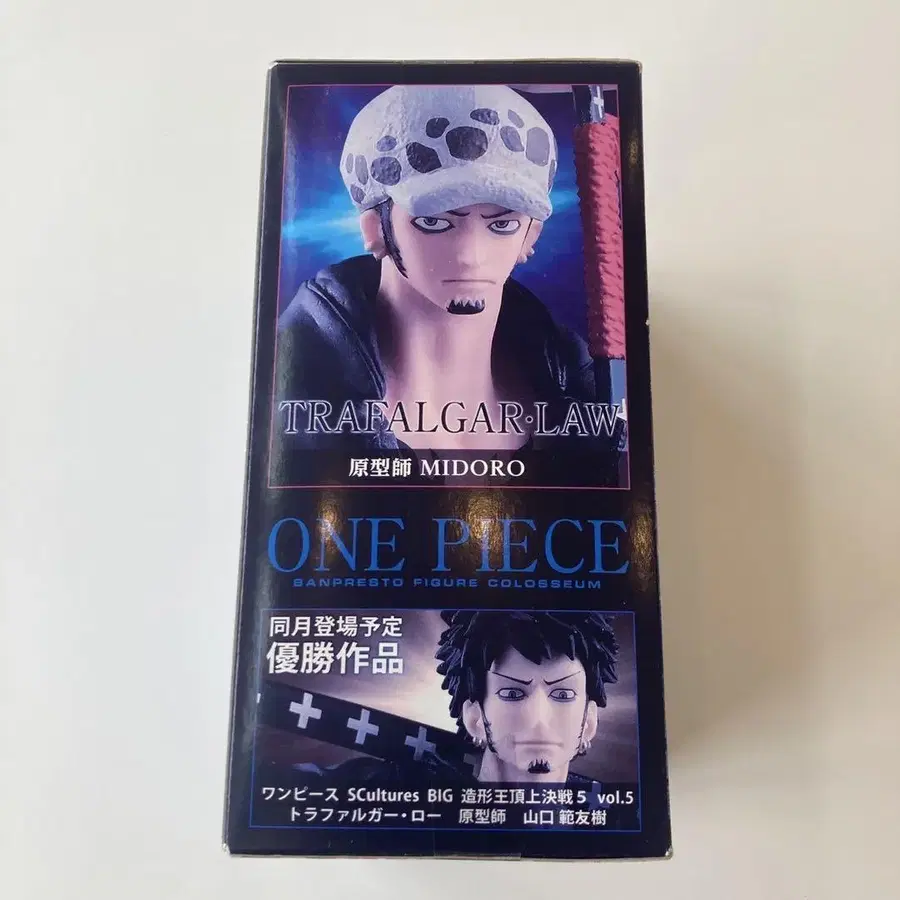 TRAFALGAR・LAW
原型師 MIDORO
ONE PIECE
BANPRESTO FIGURE COLOSSEUM
同月登場予定
優勝作品
ワンピース SCultures BIG 造形王頂上決戦5 vol.5
トラファルガー・ロー 原型師 山口 範友樹